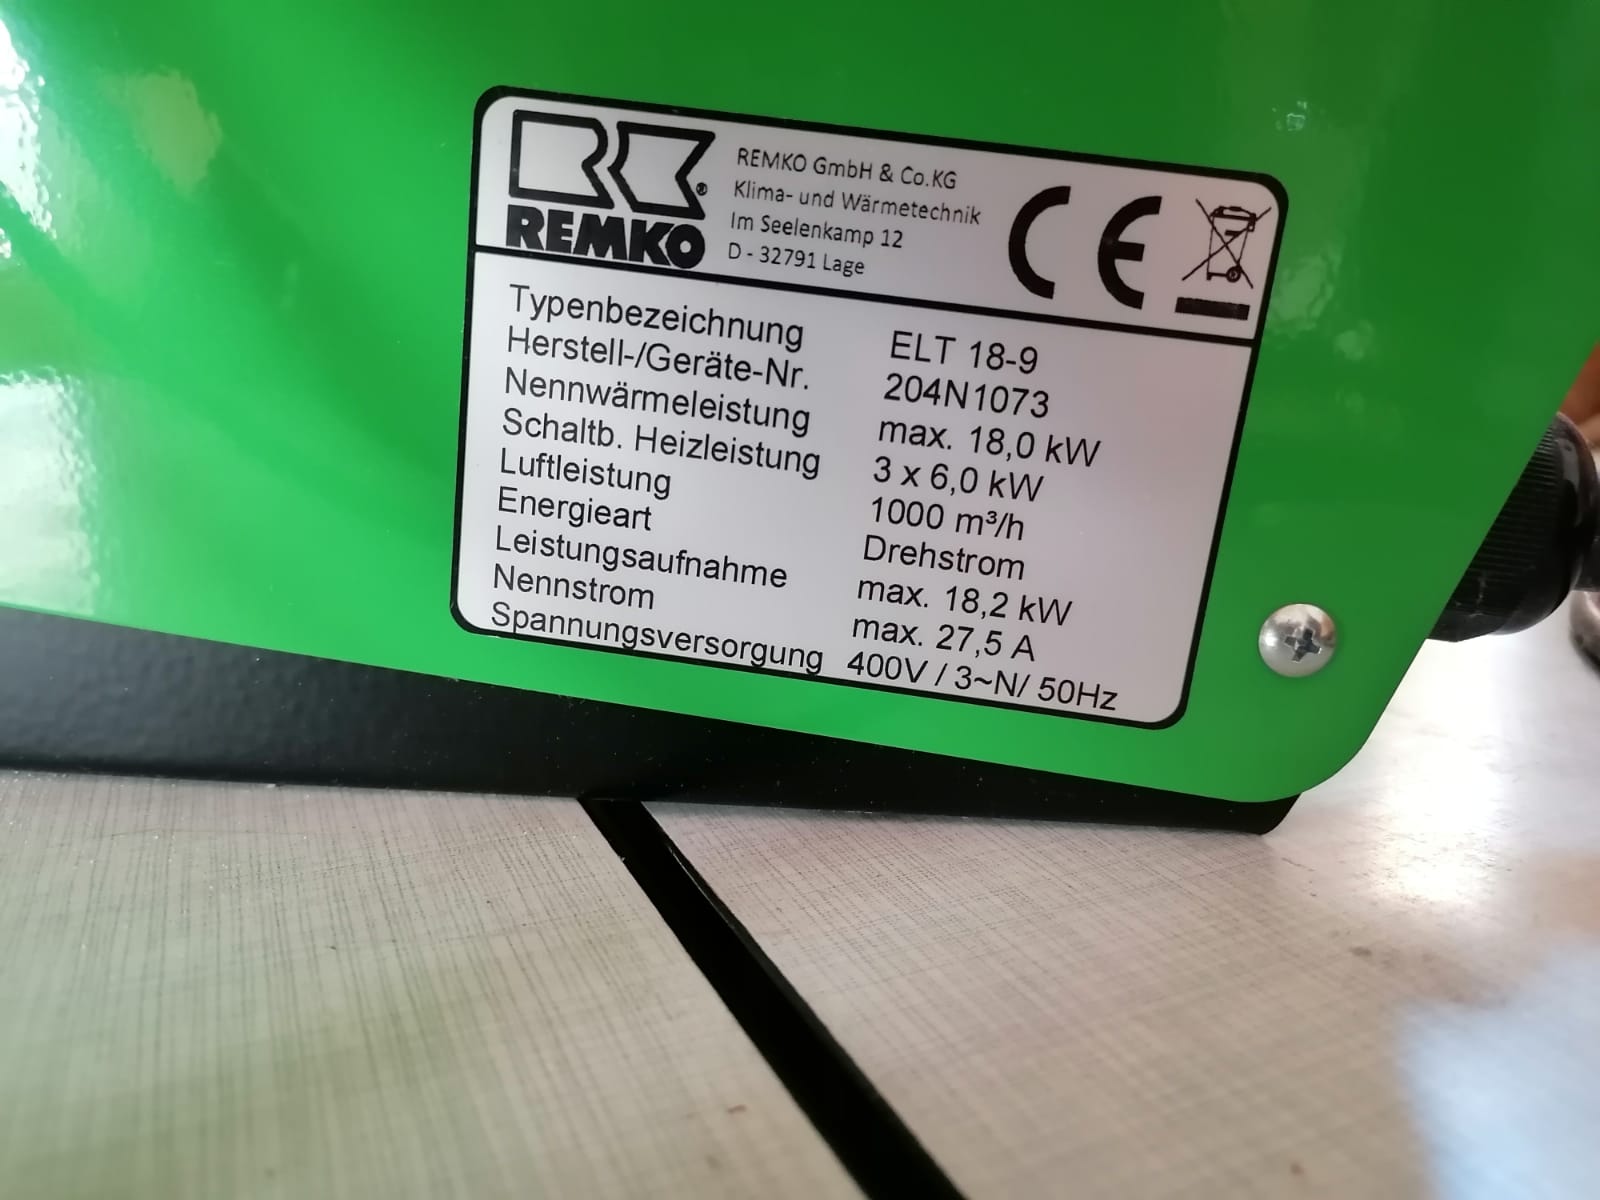 REMKO
REMKO GmbH & Co.KG
Klima- und Wärmetechnik
Im Seelenkamp 12
D - 32791 Lage
CE
Typenbezeichnung ELT 18-9
Herstell-/Geräte-Nr. 204N1073
Nennwärmeleistung max. 18,0 kW
Schaltb. Heizleistung 3 x 6,0 kW
Luftleistung 1000 m³/h
Energieart Drehstrom
Leistungsaufnahme max. 18,2 kW
Nennstrom max. 27,5 A
Spannungsversorgung 400V / 3~N/ 50Hz